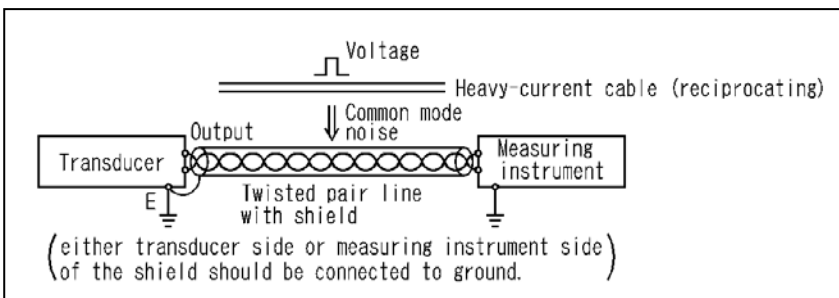 Voltage
Heavy-current cable (reciprocating)
Common mode
noise
Output
Transducer
Measuring
instrument
E
Twisted pair line
with shield
(either transducer side or measuring instrument side
of the shield should be connected to ground.)